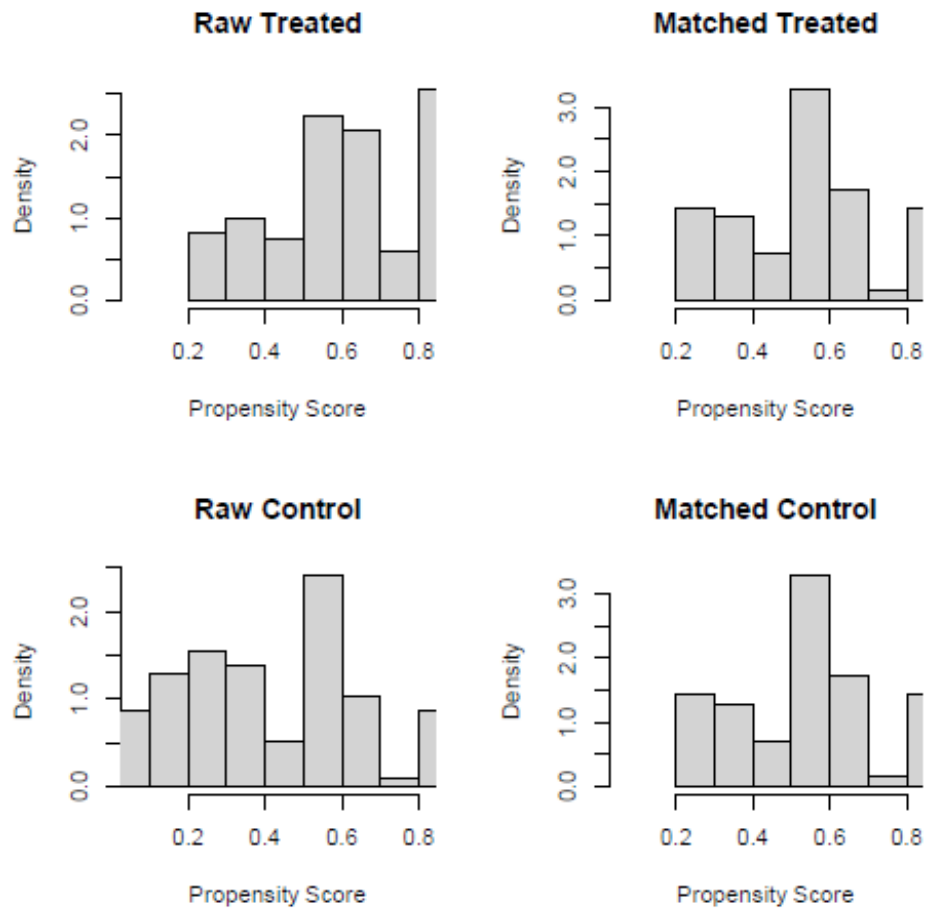 Raw Treated
Density
0.0 1.0 2.0
0.2 0.4 0.6 0.8
Propensity Score
Matched Treated
Density
0.0 1.0 2.0 3.0
0.2 0.4 0.6 0.8
Propensity Score
Raw Control
Density
0.0 1.0 2.0
0.2 0.4 0.6 0.8
Propensity Score
Matched Control
Density
0.0 1.0 2.0 3.0
0.2 0.4 0.6 0.8
Propensity Score